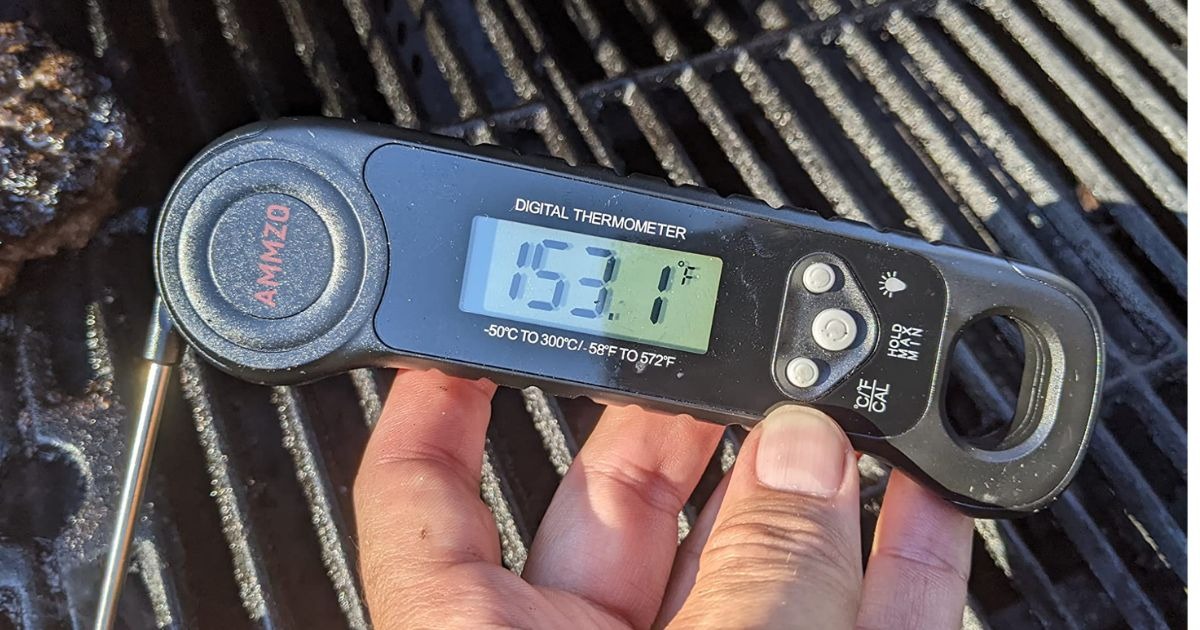 AMMZO
DIGITAL THERMOMETER
153.1°F
-50°C TO 300°C/-58°F TO 572°F
HOLD
MAX
MIN
°C/°F
CAL